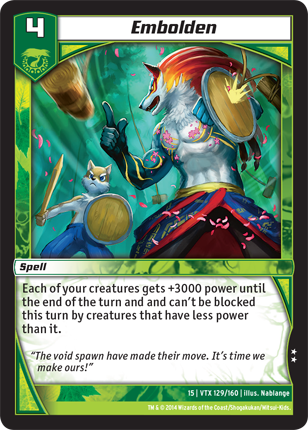 4
Embolden
Spell
Each of your creatures gets +3000 power until
the end of the turn and and can't be blocked
this turn by creatures that have less power
than it.
"The void spawn have made their move. It's time we
make ours!"
15 | VTX 129/160 | illus. Nablange
TM & © 2014 Wizards of the Coast/Shogakukan/Mitsui-Kids.